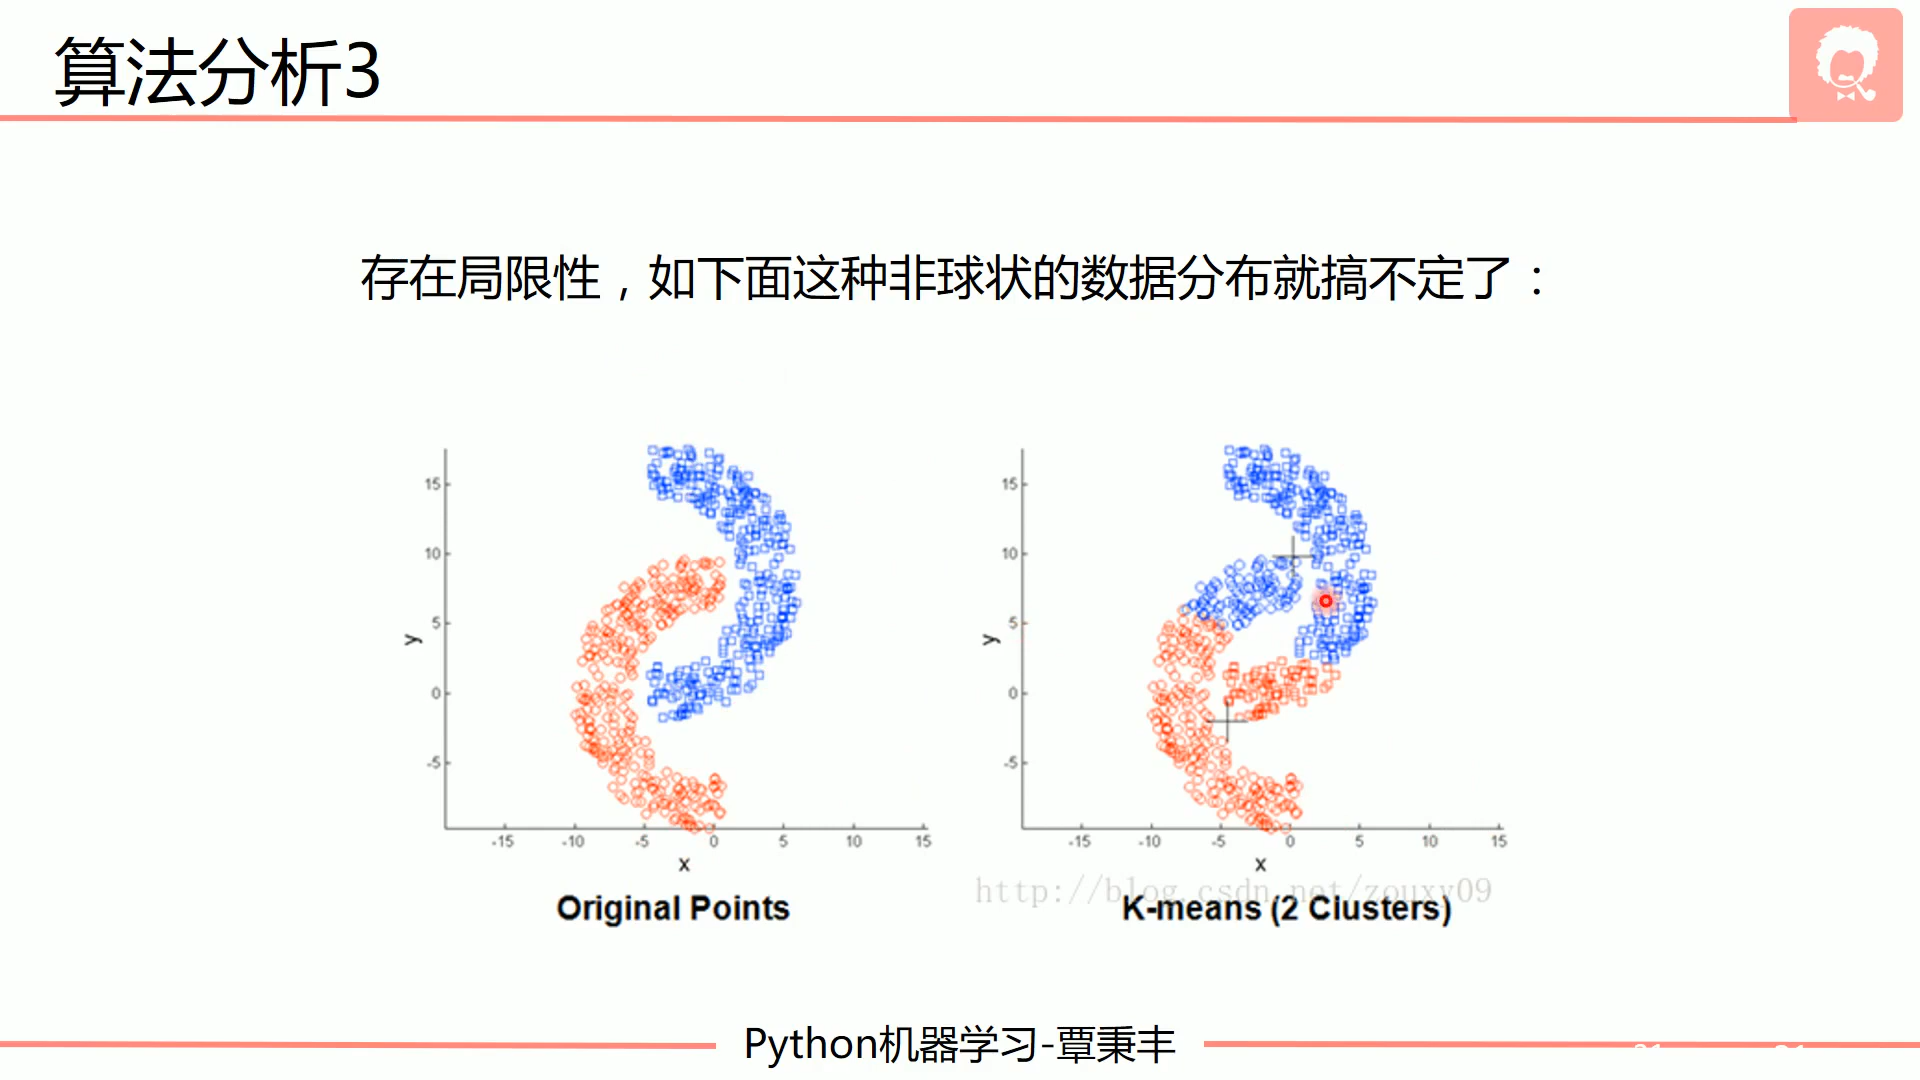 算法分析3
存在局限性，如下面这种非球状的数据分布就搞不定了：
15
10
5
0
-5
y
-15 -10 -5 0 5 10 15
x
Original Points
15
10
5
0
-5
y
-15 -10 -5 0 5 10 15
x
http://blog.csdn.net/zouxy09
K-means (2 Clusters)
Python机器学习-覃秉丰